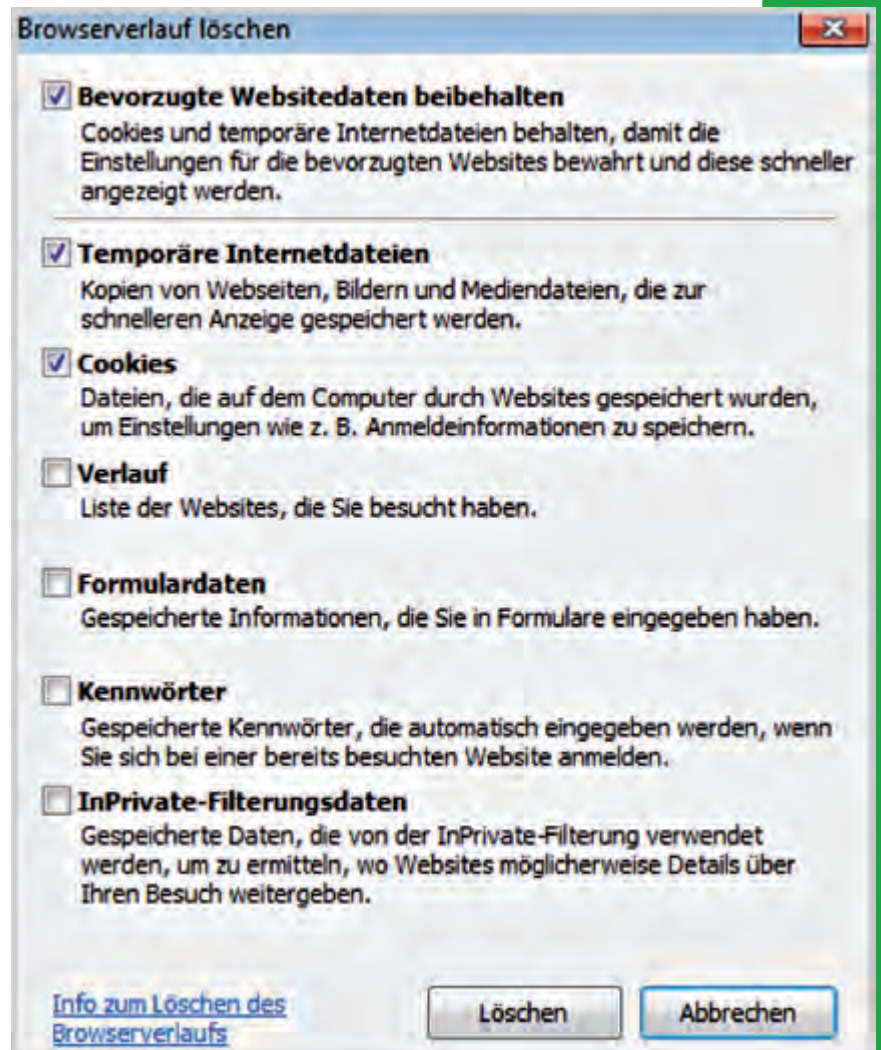 Browserverlauf löschen
Bevorzugte Websitedaten beibehalten
Cookies und temporäre Internetdateien behalten, damit die
Einstellungen für die bevorzugten Websites bewahrt und diese schneller
angezeigt werden.
Temporäre Internetdateien
Kopien von Webseiten, Bildern und Mediendateien, die zur
schnelleren Anzeige gespeichert werden.
Cookies
Dateien, die auf dem Computer durch Websites gespeichert wurden,
um Einstellungen wie z. B. Anmeldeinformationen zu speichern.
Verlauf
Liste der Websites, die Sie besucht haben.
Formulardaten
Gespeicherte Informationen, die Sie in Formulare eingegeben haben.
Kennwörter
Gespeicherte Kennwörter, die automatisch eingegeben werden, wenn
Sie sich bei einer bereits besuchten Website anmelden.
InPrivate-Filterungsdaten
Gespeicherte Daten, die von der InPrivate-Filterung verwendet
werden, um zu ermitteln, wo Websites möglicherweise Details über
Ihren Besuch weitergeben.
Info zum Löschen des
Browserverlaufs
Löschen
Abbrechen